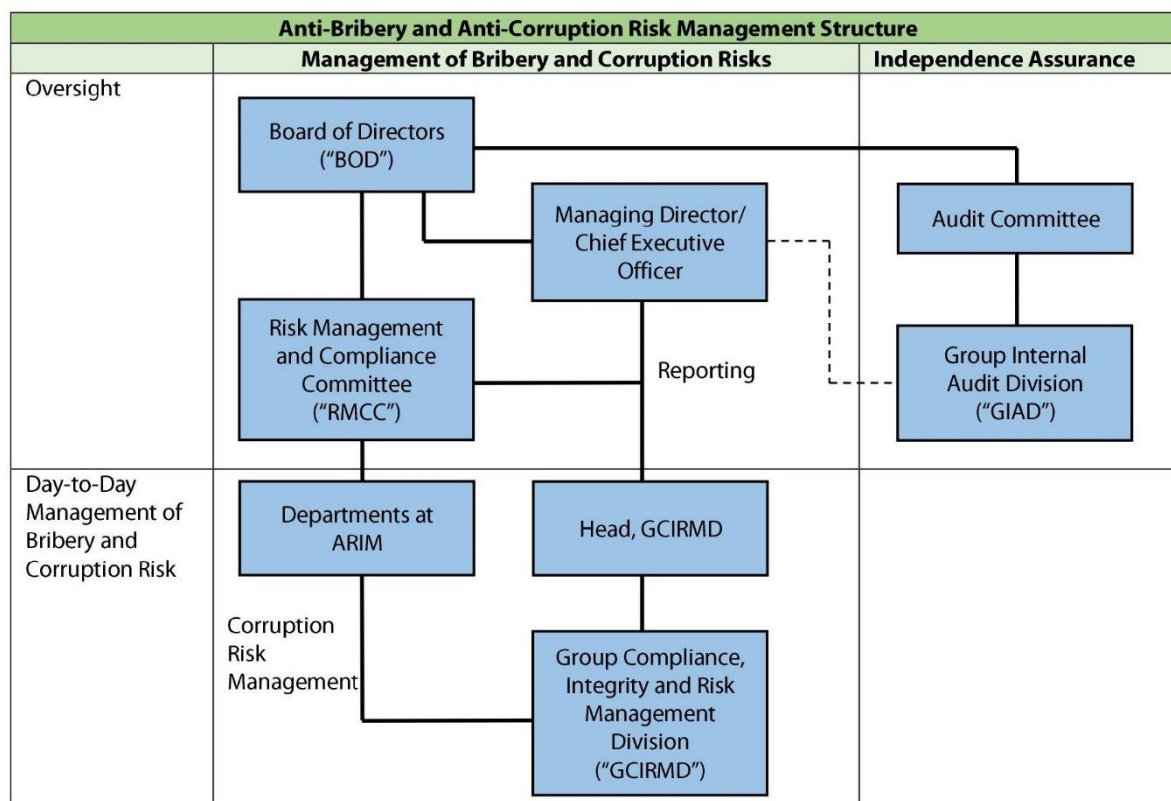 Anti-Bribery and Anti-Corruption Risk Management Structure
Management of Bribery and Corruption Risks
Independence Assurance
Oversight
Board of Directors
(“BOD”)
Managing Director/
Chief Executive
Officer
Audit Committee
Risk Management
and Compliance
Committee
(“RMCC”)
Reporting
Group Internal
Audit Division
(“GIAD”)
Day-to-Day
Management of
Bribery and
Corruption Risk
Departments at
ARIM
Head, GCIRMD
Corruption
Risk
Management
Group Compliance,
Integrity and Risk
Management
Division
(“GCIRMD”)